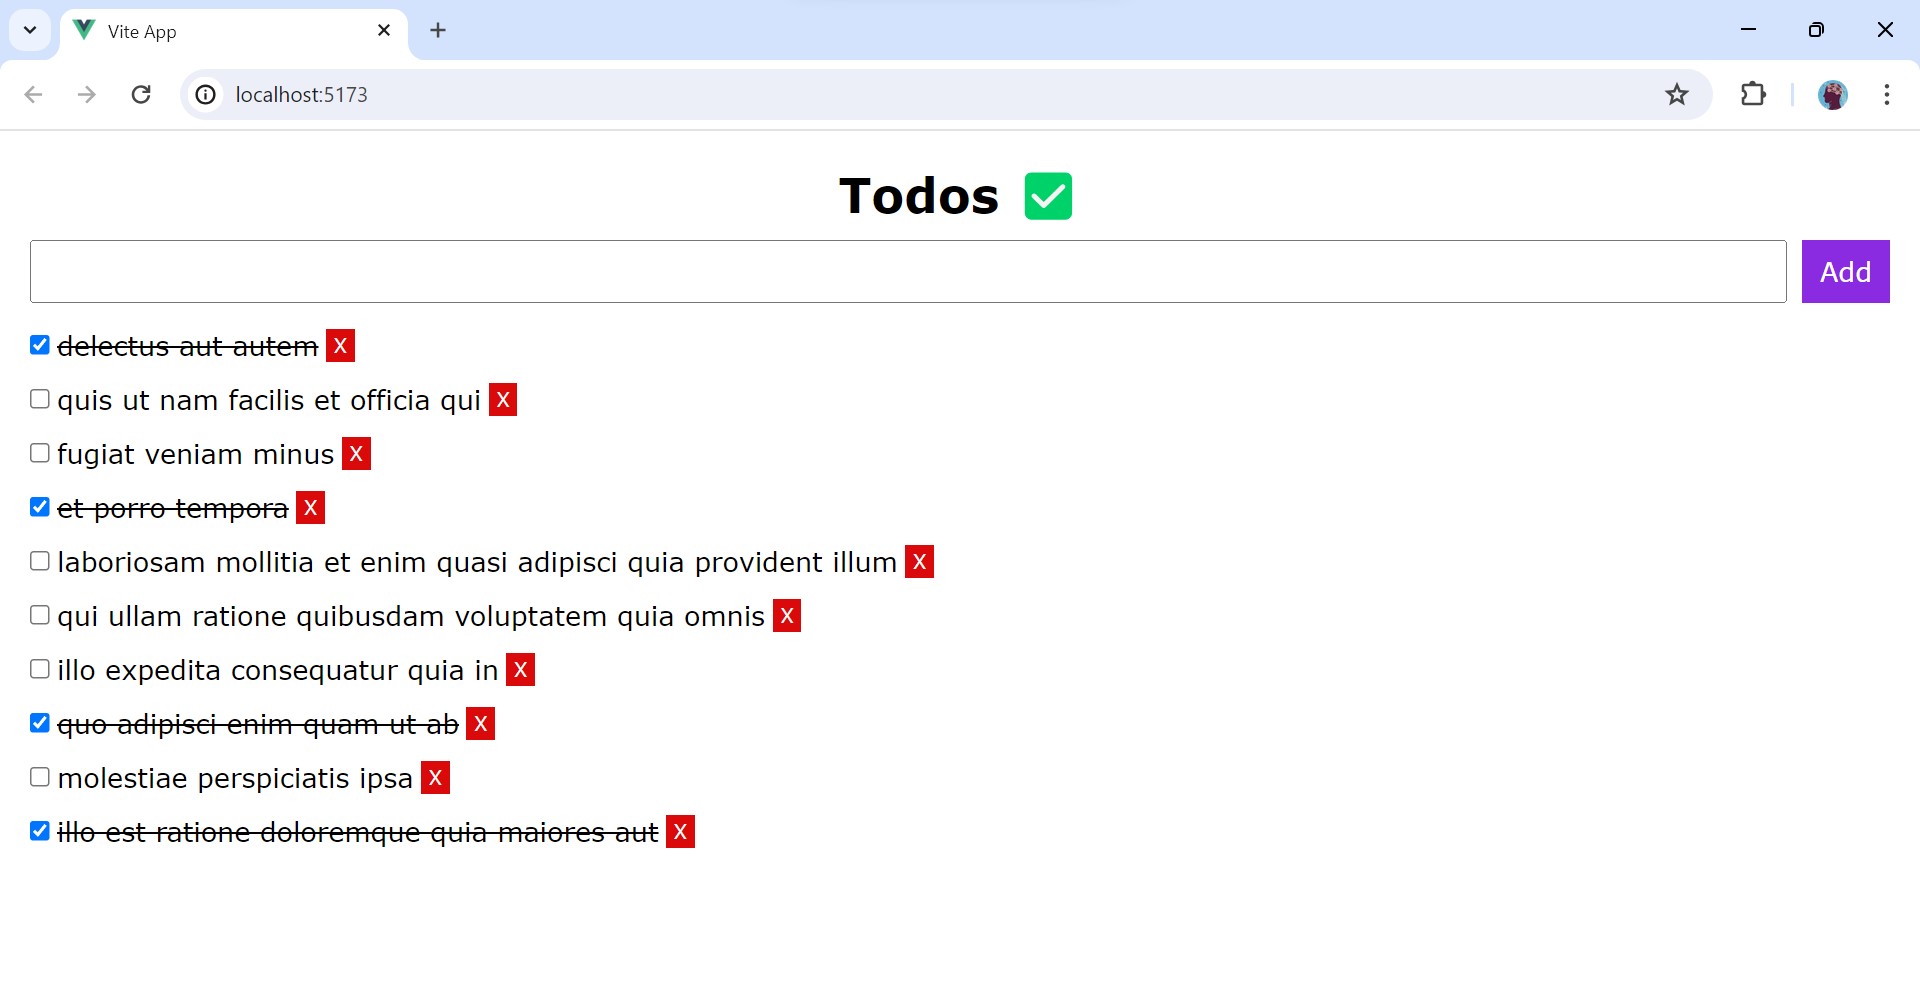 Vite App
localhost:5173
Todos ✅
Add
delectus aut autem X
quis ut nam facilis et officia qui X
fugiat veniam minus X
et porro tempora X
laboriosam mollitia et enim quasi adipisci quia provident illum X
qui ullam ratione quibusdam voluptatem quia omnis X
illo expedita consequatur quia in X
quo adipisci enim quam ut ab X
molestiae perspiciatis ipsa X
illo est ratione doloremque quia maiores aut X